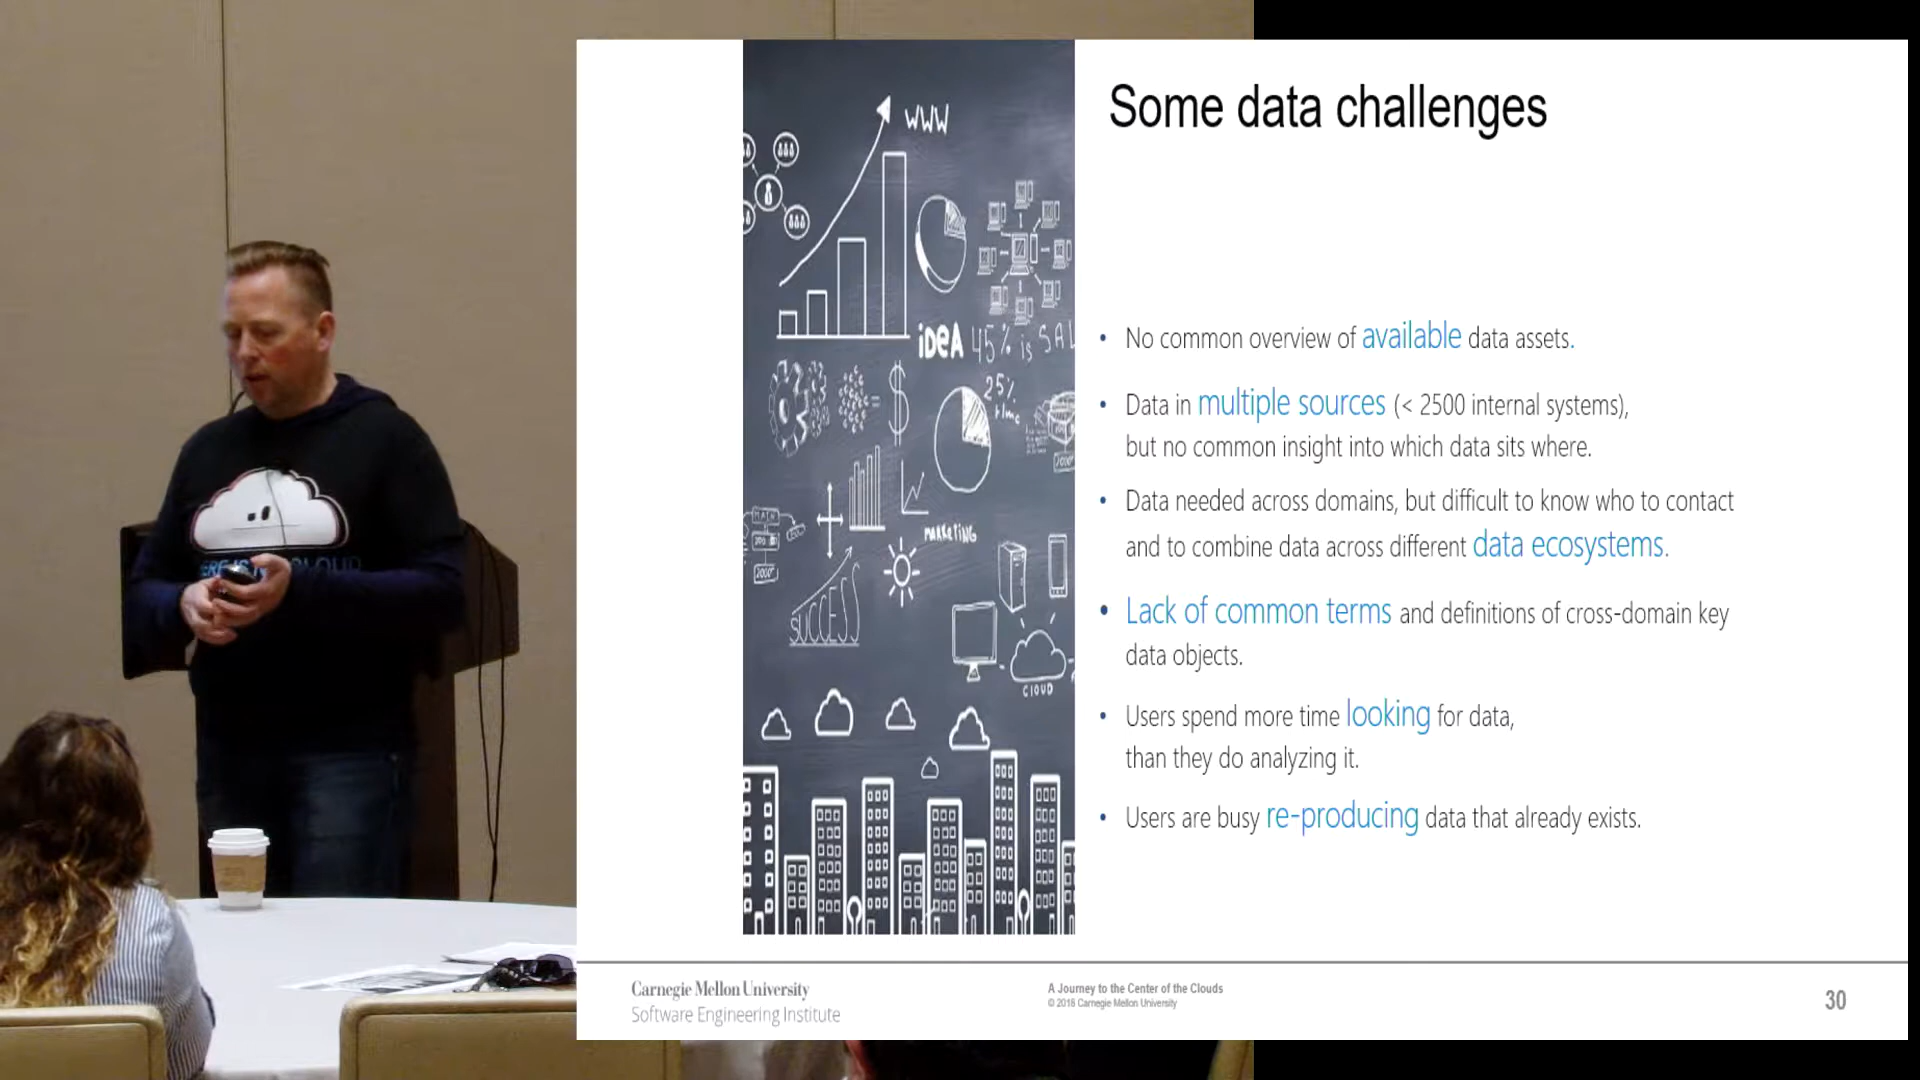 Some data challenges
• No common overview of available data assets.
• Data in multiple sources (< 2500 internal systems),
but no common insight into which data sits where.
• Data needed across domains, but difficult to know who to contact
and to combine data across different data ecosystems.
• Lack of common terms and definitions of cross-domain key
data objects.
• Users spend more time looking for data,
than they do analyzing it.
• Users are busy re-producing data that already exists.
WWW
iDEA
45% is SAL
25%
$
MARKETING
SUCCESS
CLOUD
CLOUD
Carnegie Mellon University
Software Engineering Institute
A Journey to the Center of the Clouds
© 2018 Carnegie Mellon University
30